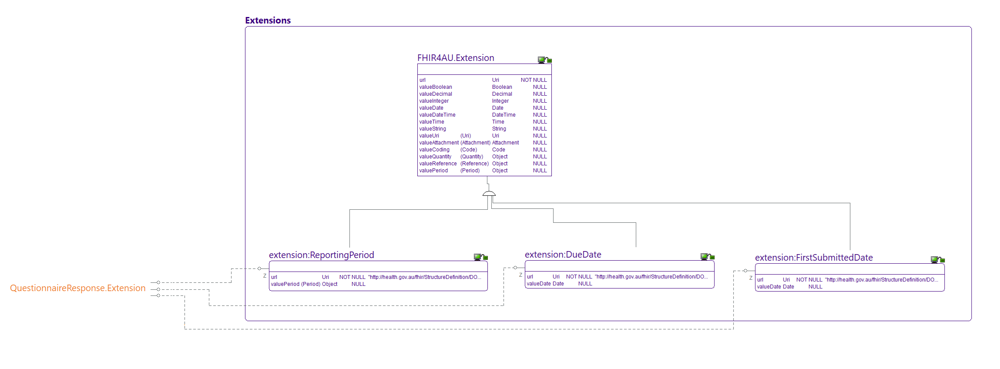 Extensions
FHIR4AU.Extension
url Uri NOT NULL
valueBoolean Boolean NULL
valueDecimal Decimal NULL
valueInteger Integer NULL
valueDate Date NULL
valueDateTime DateTime NULL
valueTime Time NULL
valueString String NULL
valueUri (Uri) Uri NULL
valueAttachment (Attachment) Attachment NULL
valueCoding (Code) Code NULL
valueQuantity (Quantity) Object NULL
valueReference (Reference) Object NULL
valuePeriod (Period) Object NULL
extension:ReportingPeriod
Z
url Uri NOT NULL "http://health.gov.au/fhir/StructureDefinition/DO...
valuePeriod (Period) Object NULL
extension:DueDate
Z
url Uri NOT NULL "http://health.gov.au/fhir/StructureDefinition/DO...
valueDate Date NULL
extension:FirstSubmittedDate
Z
url Uri NOT NULL "http://health.gov.au/fhir/StructureDefinition/DO...
valueDate Date NULL
QuestionnaireResponse.Extension